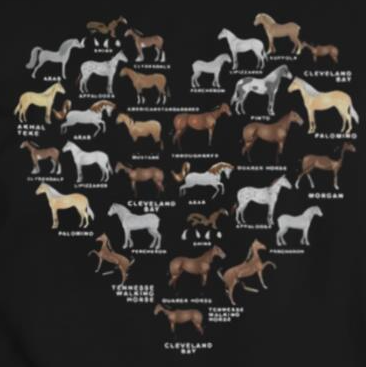 SHIRE
CLYDESDALE
ARAB
APPALOOSA
PERCHERON
LIPIZZANER
SUFFOLK
CLEVELAND
BAY
AMERICAN STANDARDBRED
AKHAL
TEKE
ARAB
PINTO
PALOMINO
MUSTANG
THOROUGHBRED
QUARTER HORSE
CLYDESDALE
LIPIZZANER
MORGAN
CLEVELAND
BAY
ARAB
APPALOOSA
PALOMINO
PERCHERON
SHIRE
PERCHERON
TENNESSEE
WALKING
HORSE
QUARTER HORSE
TENNESSEE
WALKING
HORSE
CLEVELAND
BAY